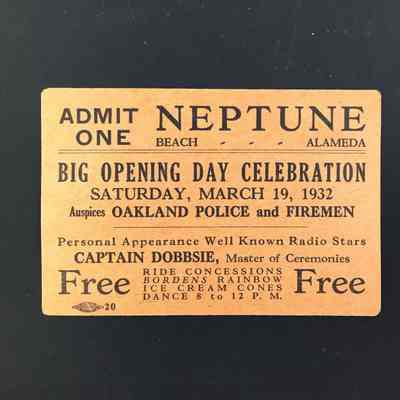 ADMIT ONE NEPTUNE
BEACH - - - ALAMEDA
BIG OPENING DAY CELEBRATION
SATURDAY, MARCH 19, 1932
Auspices OAKLAND POLICE and FIREMEN
Personal Appearance Well Known Radio Stars
CAPTAIN DOBBSIE, Master of Ceremonies
Free RIDE CONCESSIONS Free
BORDENS RAINBOW
ICE CREAM CONES
DANCE 8 to 12 P. M.
20